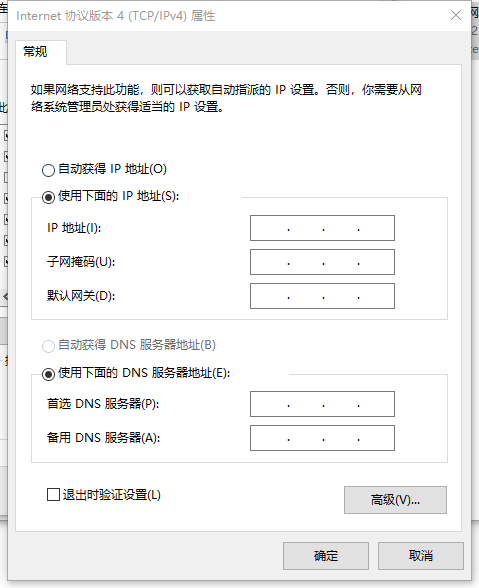 Internet 协议版本 4 (TCP/IPv4) 属性
常规
如果网络支持此功能，则可以获取自动指派的 IP 设置。否则，你需要从网
络系统管理员处获得适当的 IP 设置。
自动获得 IP 地址(O)
使用下面的 IP 地址(S):
IP 地址(I):
子网掩码(U):
默认网关(D):
自动获得 DNS 服务器地址(B)
使用下面的 DNS 服务器地址(E):
首选 DNS 服务器(P):
备用 DNS 服务器(A):
退出时验证设置(L)
高级(V)...
确定
取消